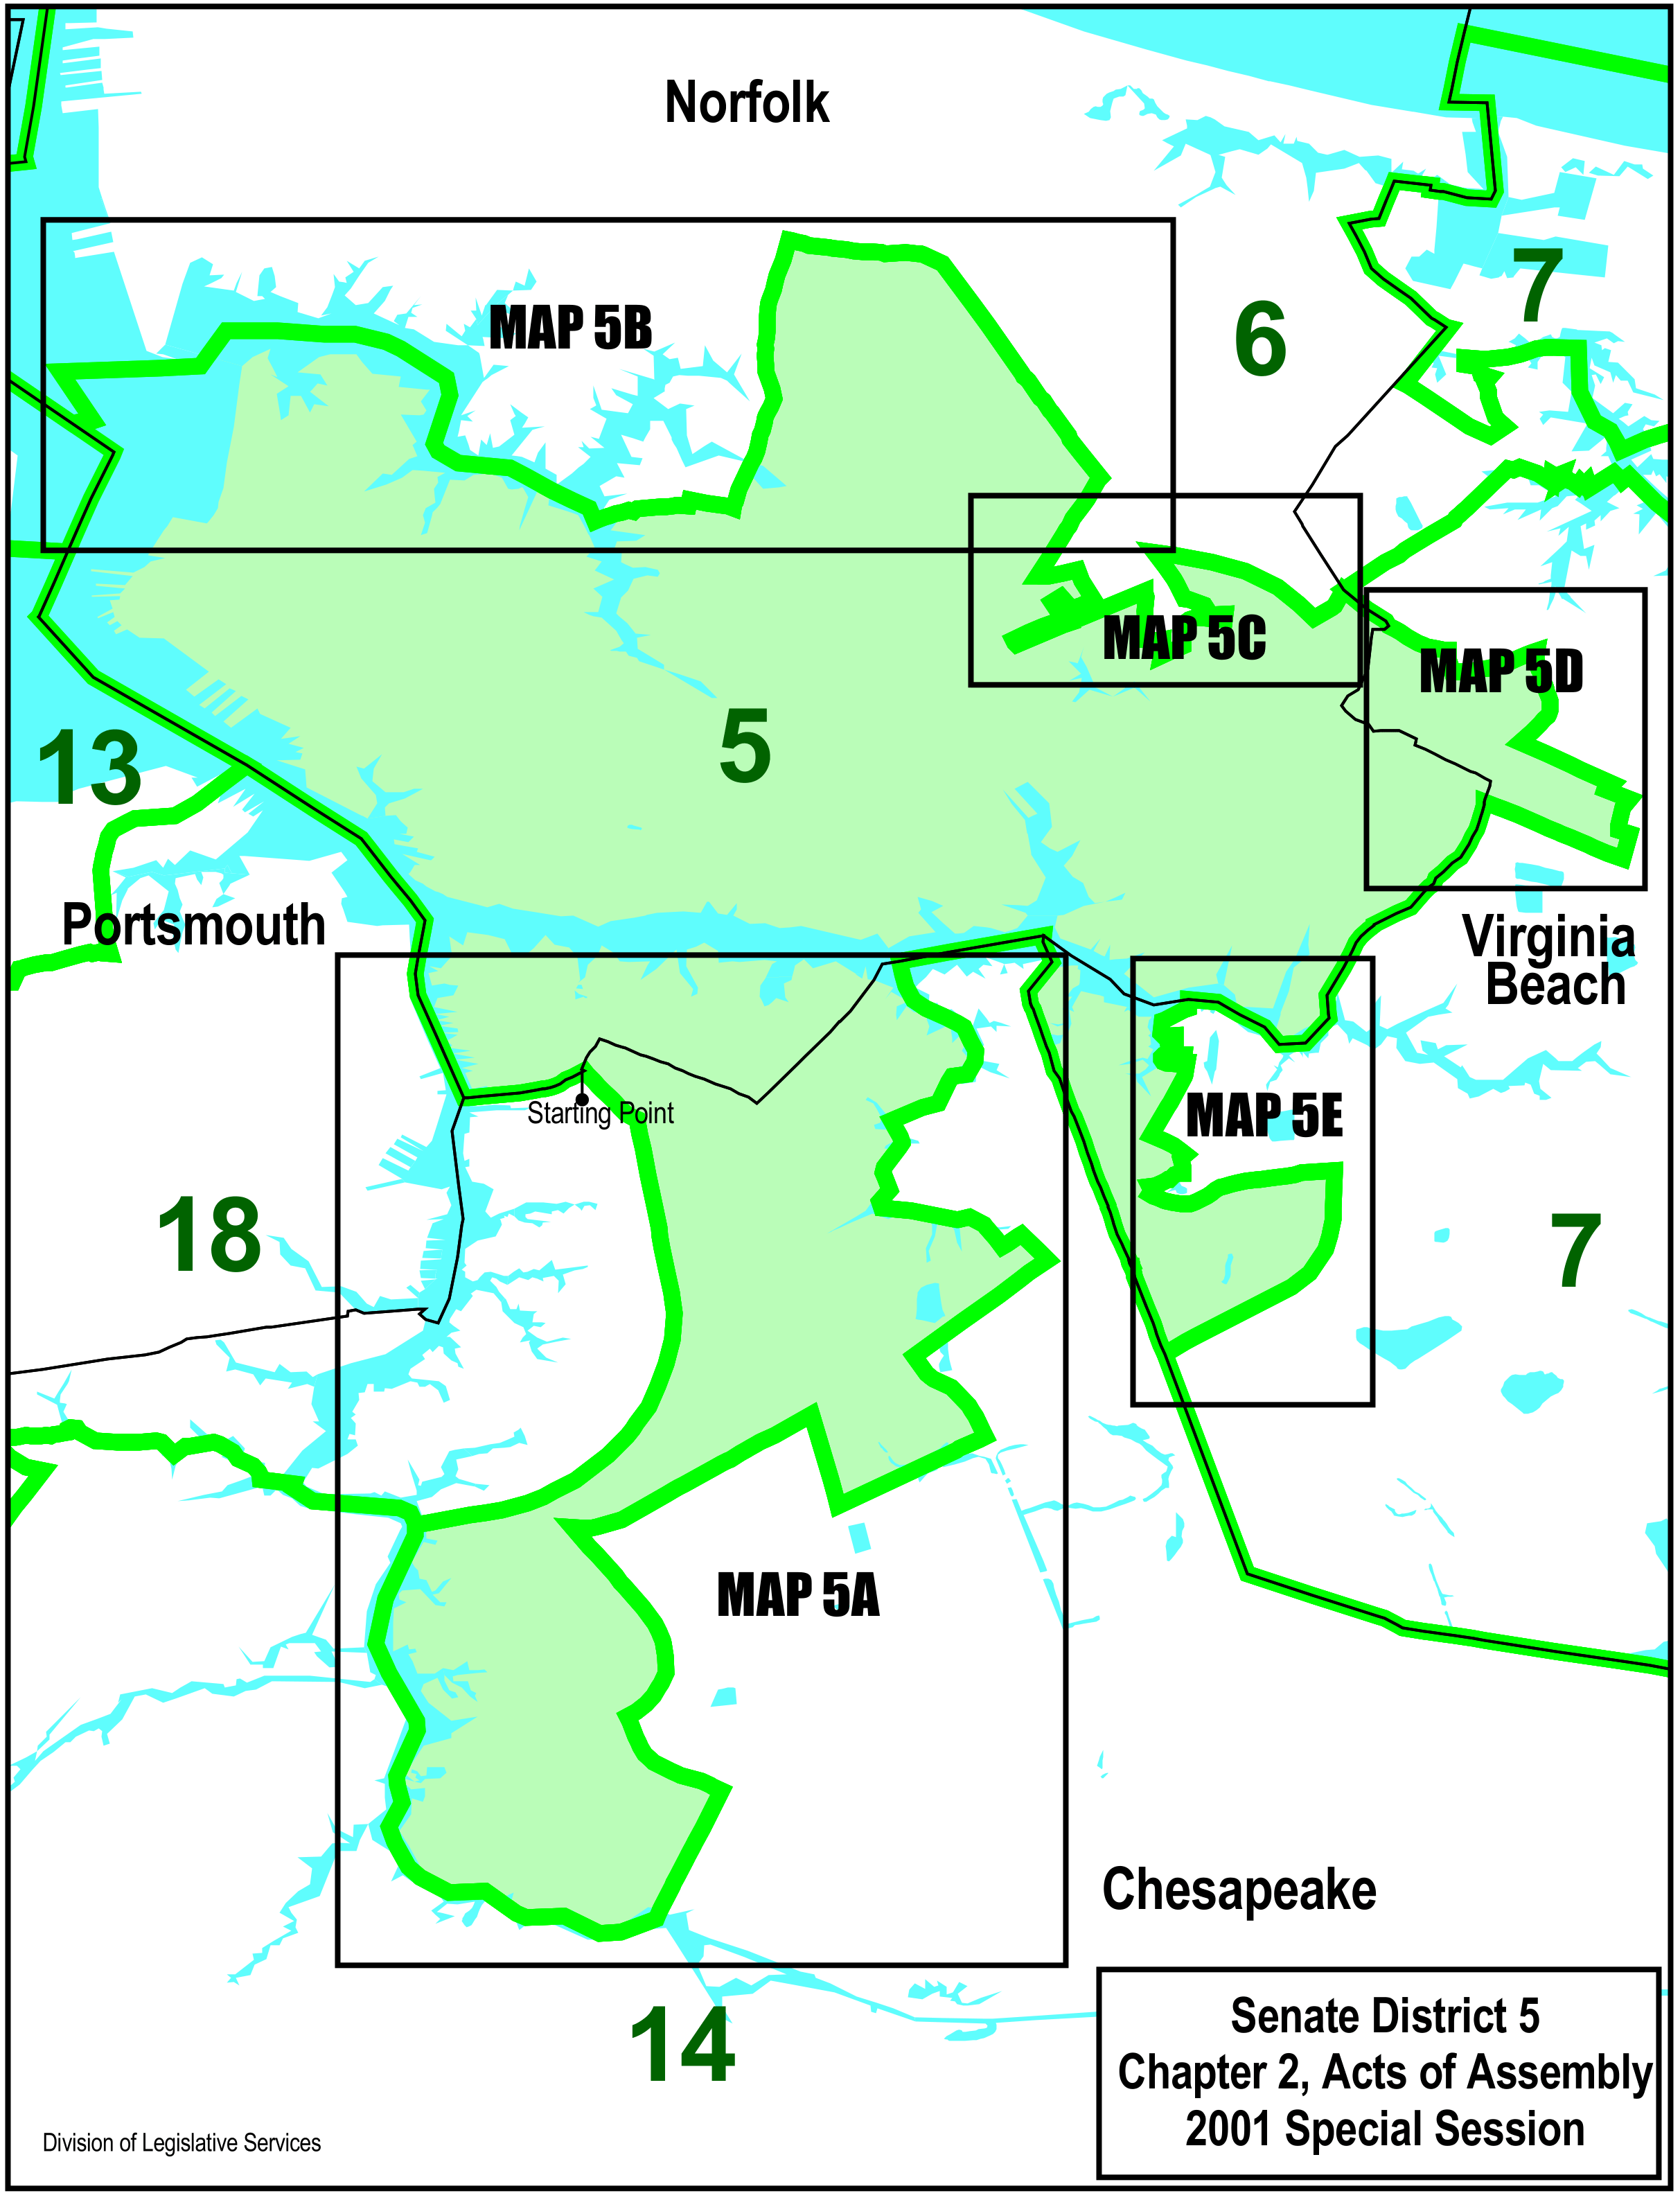 Norfolk
7
6
MAP 5B
MAP 5C
MAP 5D
5
13
Portsmouth
Virginia
Beach
Starting Point
MAP 5E
18
7
MAP 5A
Chesapeake
14
Senate District 5
Chapter 2, Acts of Assembly
2001 Special Session
Division of Legislative Services